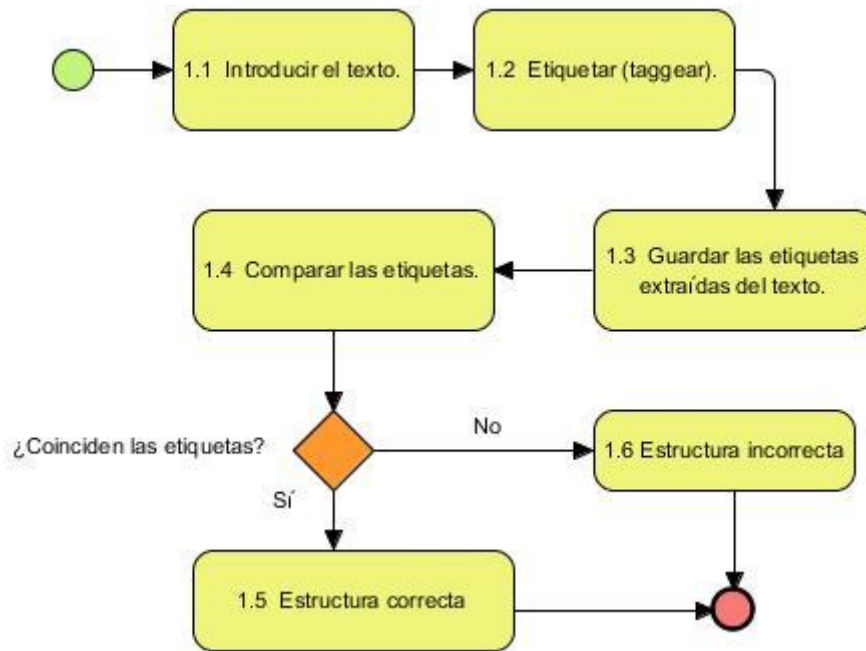 1.1 Introducir el texto.
1.2 Etiquetar (taggear).
1.3 Guardar las etiquetas
extraídas del texto.
1.4 Comparar las etiquetas.
¿Coinciden las etiquetas?
No
1.6 Estructura incorrecta
Sí
1.5 Estructura correcta